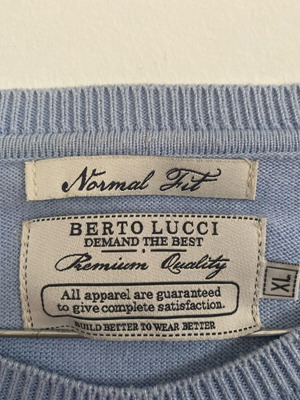 Normal Fit
BERTO LUCCI
DEMAND THE BEST
Premium Quality
XL
All apparel are guaranteed
to give complete satisfaction.
BUILD BETTER TO WEAR BETTER